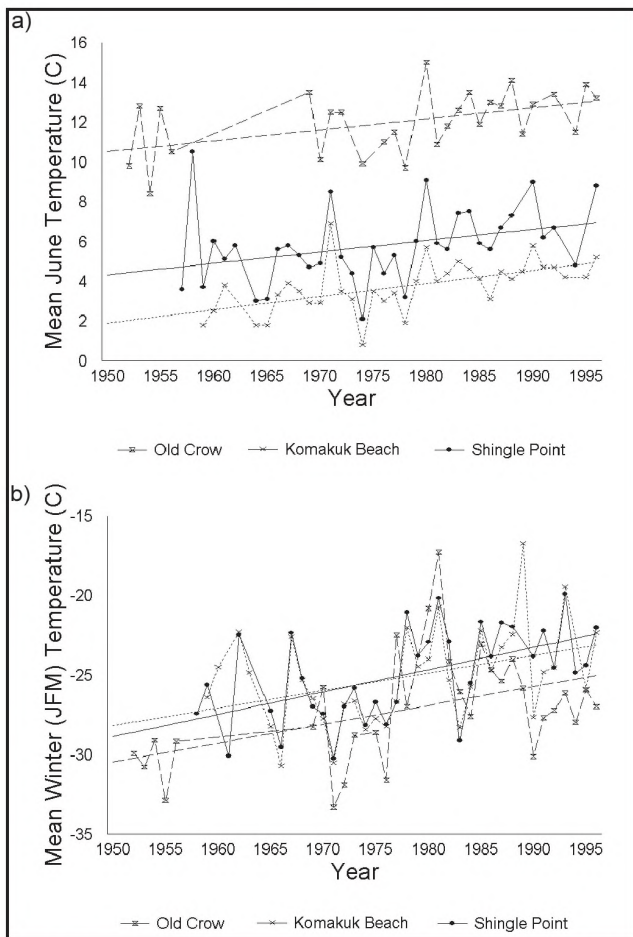 a)
Mean June Temperature (C)
16
14
12
10
8
6
4
2
0
1950 1955 1960 1965 1970 1975 1980 1985 1990 1995
Year
Old Crow Komakuk Beach Shingle Point
b)
Mean Winter (JFM) Temperature (C)
-15
-20
-25
-30
-35
1950 1955 1960 1965 1970 1975 1980 1985 1990 1995
Year
Old Crow Komakuk Beach Shingle Point